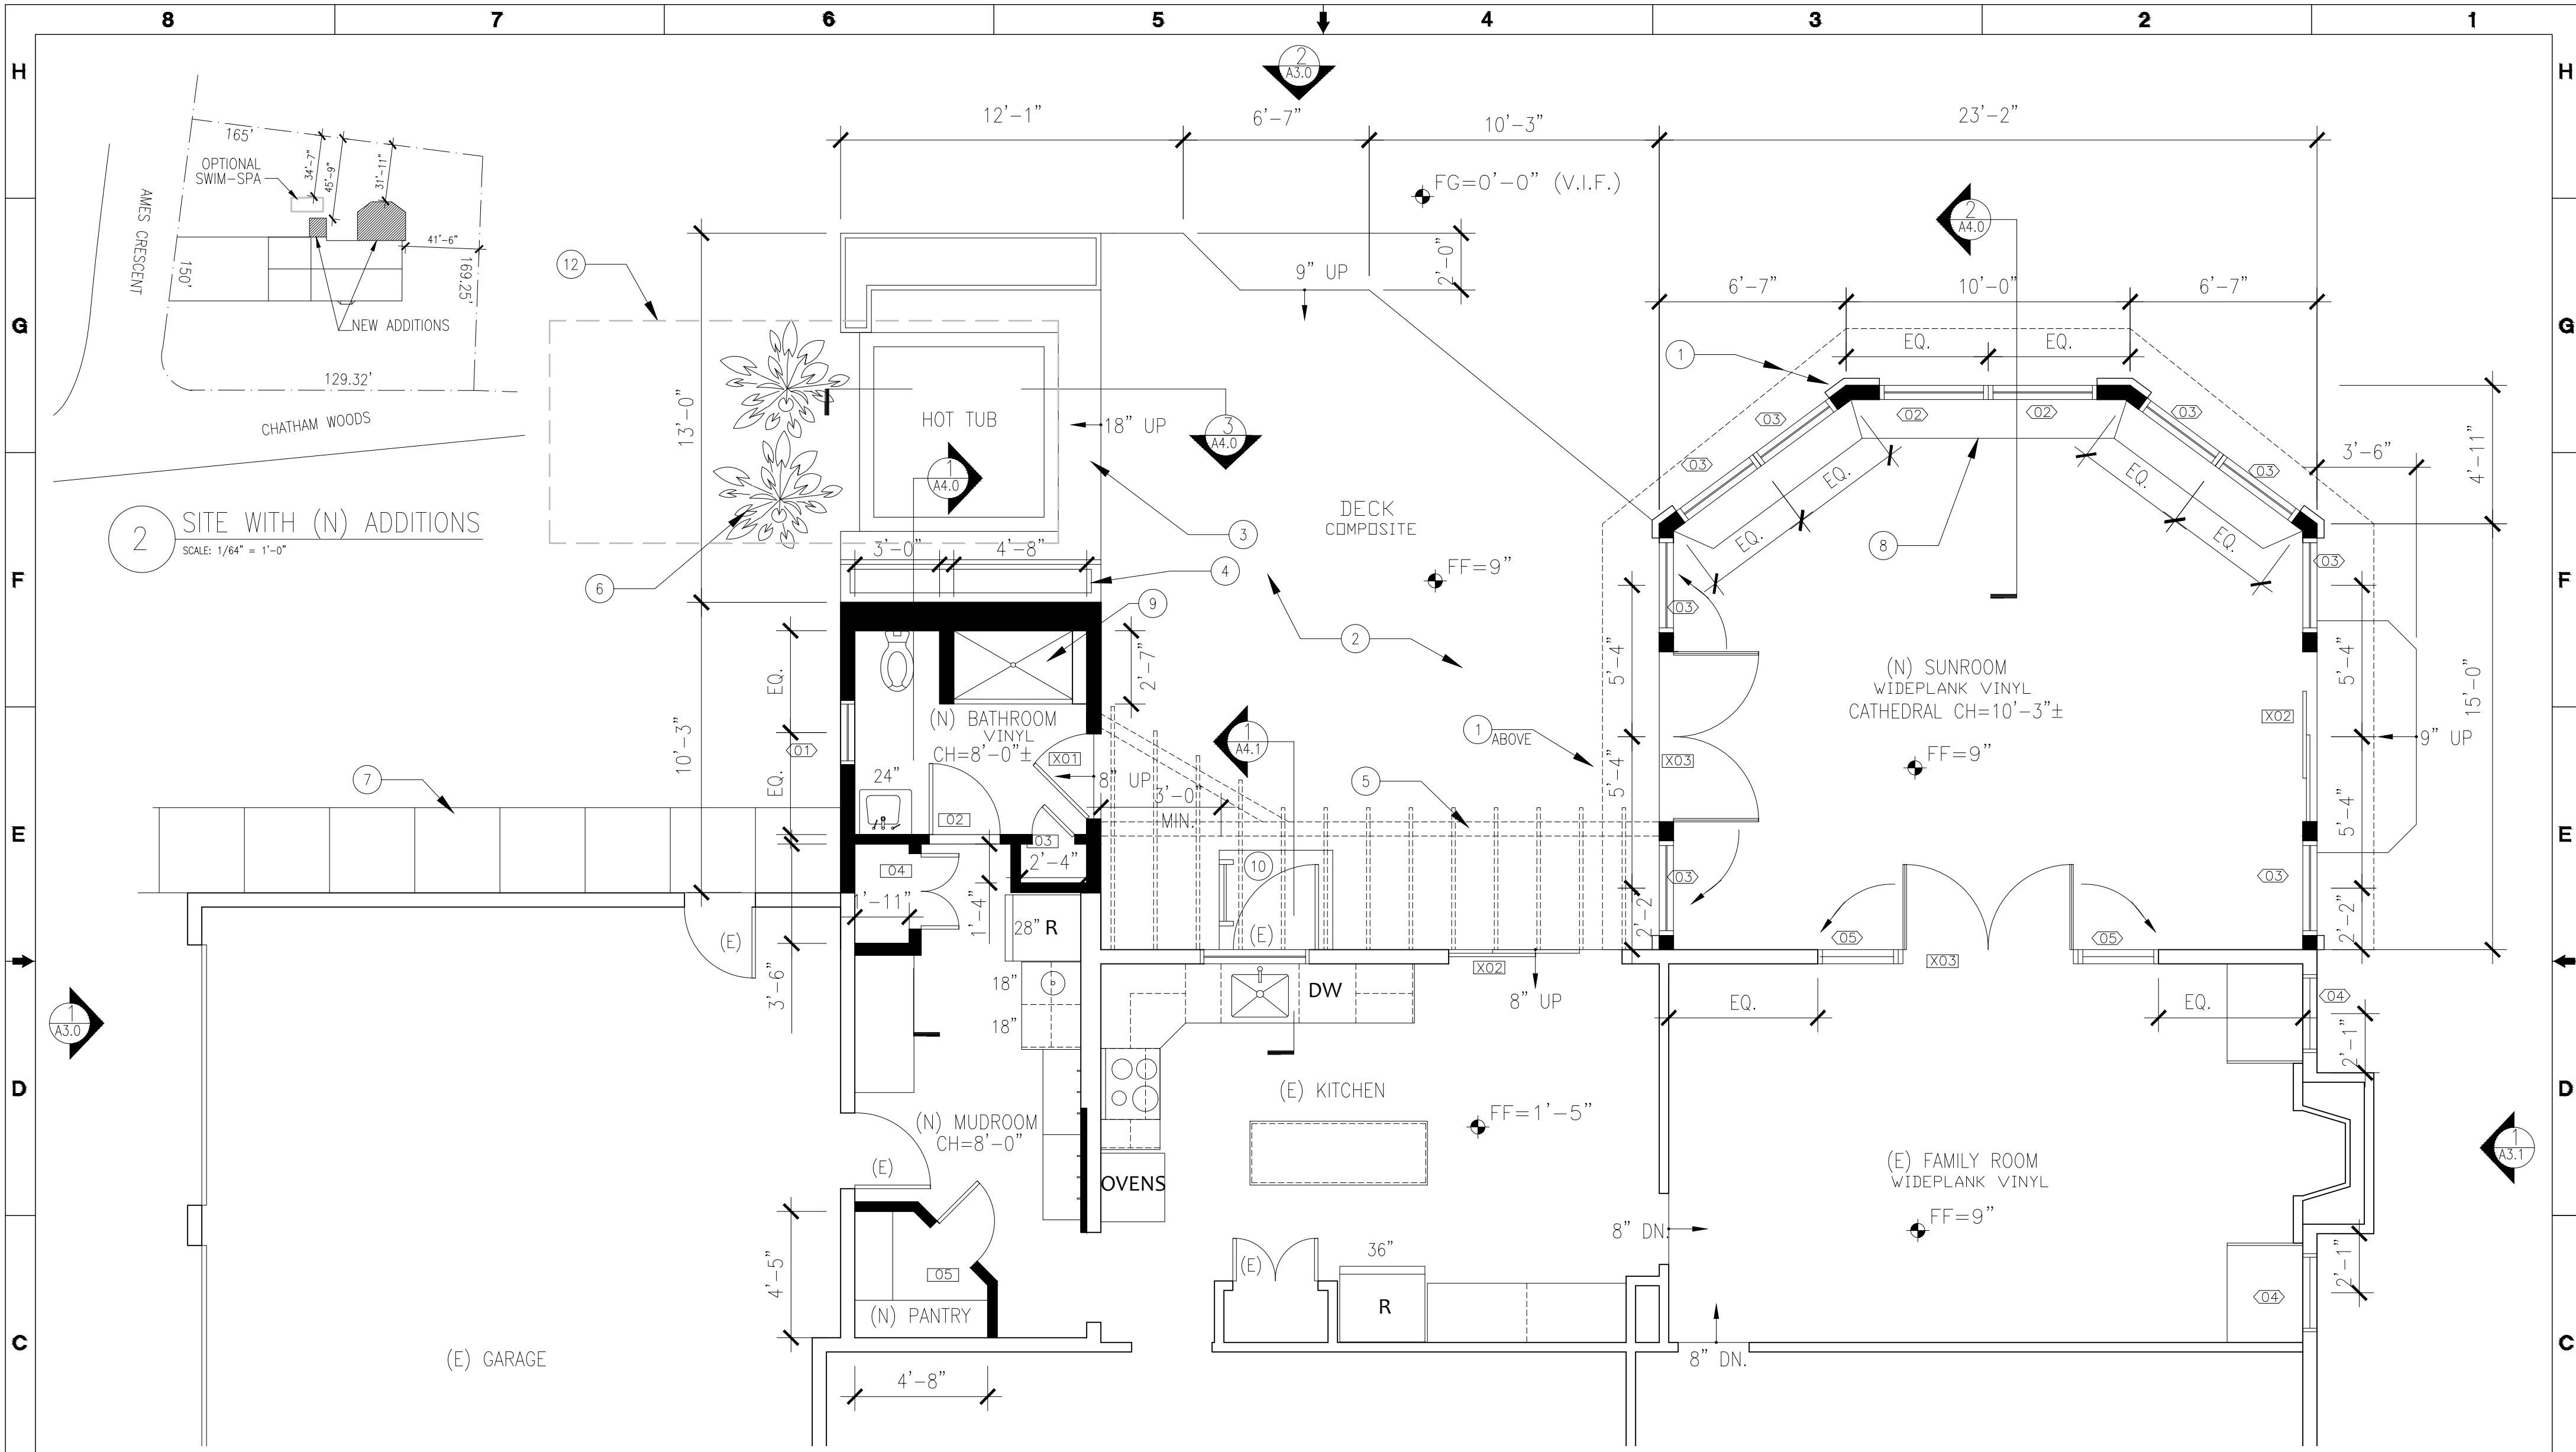 8 7 6 5 4 3 2 1
H H
2
A3.0
12'-1" 6'-7" 10'-3" 23'-2"
165'
OPTIONAL
SWIM-SPA
34'-7"
45'-9"
31'-11"
AMES CRESCENT
150'
41'-6"
169.25'
NEW ADDITIONS
129.32'
CHATHAM WOODS
2
SITE WITH (N) ADDITIONS
SCALE: 1/64" = 1'-0"
FG=0'-0" (V.I.F.)
2
A4.0
G G
12
9" UP
2'-0"
6'-7" 10'-0" 6'-7"
EQ. EQ.
1
13'-0"
HOT TUB
18" UP
3
A4.0
1
A4.0
03 02 02 03
03 03
EQ. EQ.
EQ. EQ.
3'-6"
4'-11"
DECK
COMPOSITE
3
8
3'-0" 4'-8"
4
6
F F
FF=9"
03
03
9
2
EQ.
2'-7"
5'-4"
5'-4"
15'-0"
(N) SUNROOM
WIDEPLANK VINYL
CATHEDRAL CH=10'-3"±
X02
(N) BATHROOM
VINYL
CH=8'-0"±
01
X01
1
A4.1
1
ABOVE
9" UP
FF=9"
10'-3"
7
EQ.
24"
8" UP
3'-0"
MIN.
5
5'-4"
X03
5'-4"
E E
02
03
2'-4"
04
10
03
03
1'-11"
1'-4"
2'-2"
2'-2"
28" R
(E)
(E)
05
05
3'-6"
X02
X03
18"
18"
DW
8" UP
EQ.
EQ.
04
2'-1"
1
A3.0
D D
(E) KITCHEN
(N) MUDROOM
CH=8'-0"
FF=1'-5"
(E)
OVENS
(E) FAMILY ROOM
WIDEPLANK VINYL
1
A3.1
FF=9"
8" DN.
4'-5"
05
(E)
36"
2'-1"
(N) PANTRY
R
04
C C
(E) GARAGE
8" DN.
4'-8"